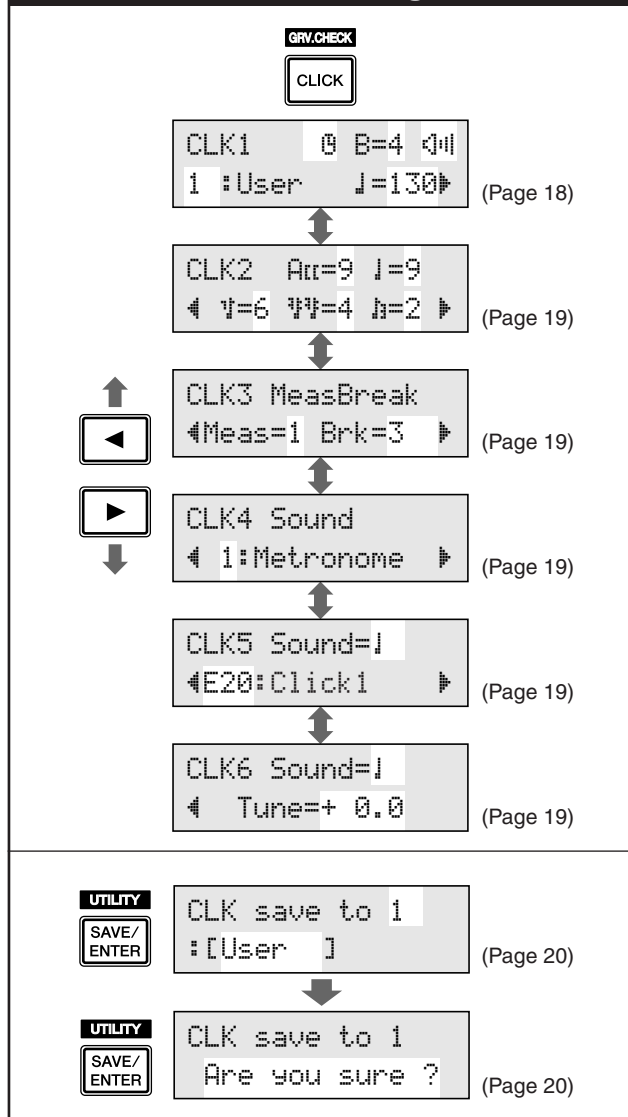 GRV.CHECK
CLICK
CLK1 B=4
1 :User ♩=130
(Page 18)
CLK2 Acc=9 ♩=9
=6 =4 =2
(Page 19)
CLK3 MeasBreak
Meas=1 Brk=3
(Page 19)
CLK4 Sound
1:Metronome
(Page 19)
CLK5 Sound=♩
E20:Click1
(Page 19)
CLK6 Sound=♩
Tune=+ 0.0
(Page 19)
UTILITY
SAVE/
ENTER
CLK save to 1
:[User ]
(Page 20)
UTILITY
SAVE/
ENTER
CLK save to 1
Are you sure ?
(Page 20)